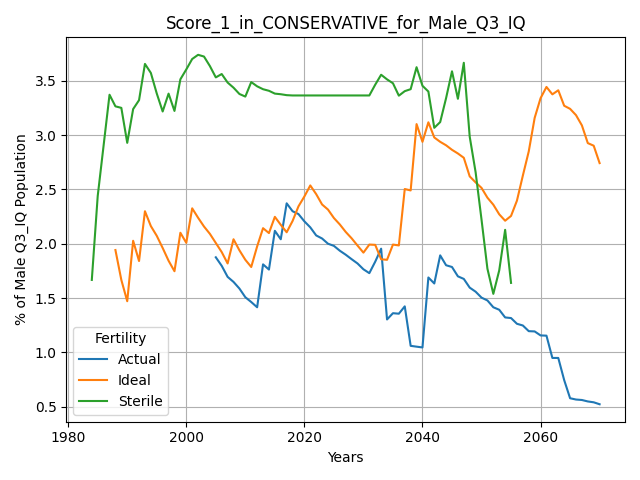 Score_1_in_CONSERVATIVE_for_Male_Q3_IQ
% of Male Q3_IQ Population
3.5
3.0
2.5
2.0
1.5
1.0
0.5
Fertility
Actual
Ideal
Sterile
1980 2000 2020 2040 2060
Years